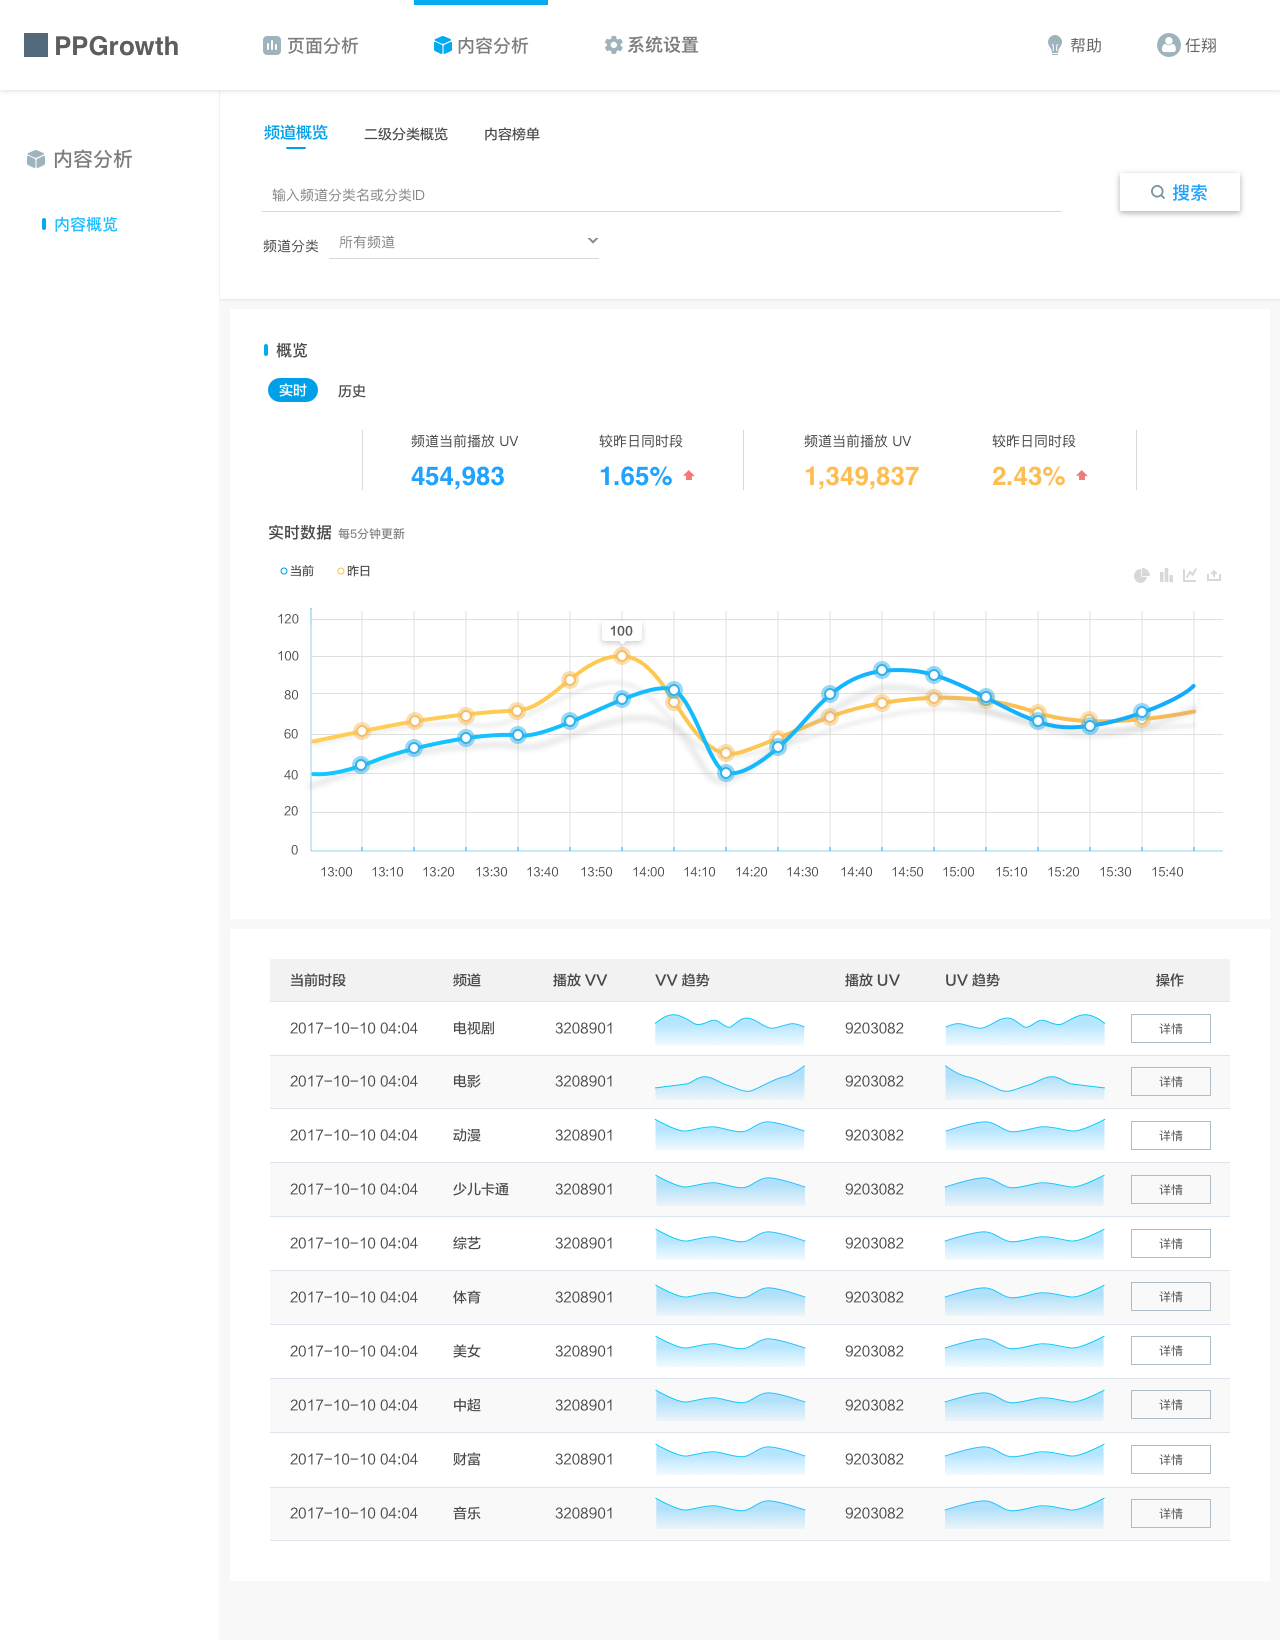 PPGrowth 页面分析 内容分析 系统设置 帮助 任翔
内容分析
内容概览
频道概览 二级分类概览 内容榜单
输入频道分类名或分类ID 搜索
频道分类 所有频道
概览
实时 历史
频道当前播放 UV 较昨日同时段 频道当前播放 UV 较昨日同时段
454,983 1.65% 1,349,837 2.43%
实时数据 每5分钟更新
当前 昨日
120
100
100
80
60
40
20
0
13:00 13:10 13:20 13:30 13:40 13:50 14:00 14:10 14:20 14:30 14:40 14:50 15:00 15:10 15:20 15:30 15:40
当前时段 频道 播放 VV VV 趋势 播放 UV UV 趋势 操作
2017-10-10 04:04 电视剧 3208901 9203082 详情
2017-10-10 04:04 电影 3208901 9203082 详情
2017-10-10 04:04 动漫 3208901 9203082 详情
2017-10-10 04:04 少儿卡通 3208901 9203082 详情
2017-10-10 04:04 综艺 3208901 9203082 详情
2017-10-10 04:04 体育 3208901 9203082 详情
2017-10-10 04:04 美女 3208901 9203082 详情
2017-10-10 04:04 中超 3208901 9203082 详情
2017-10-10 04:04 财富 3208901 9203082 详情
2017-10-10 04:04 音乐 3208901 9203082 详情